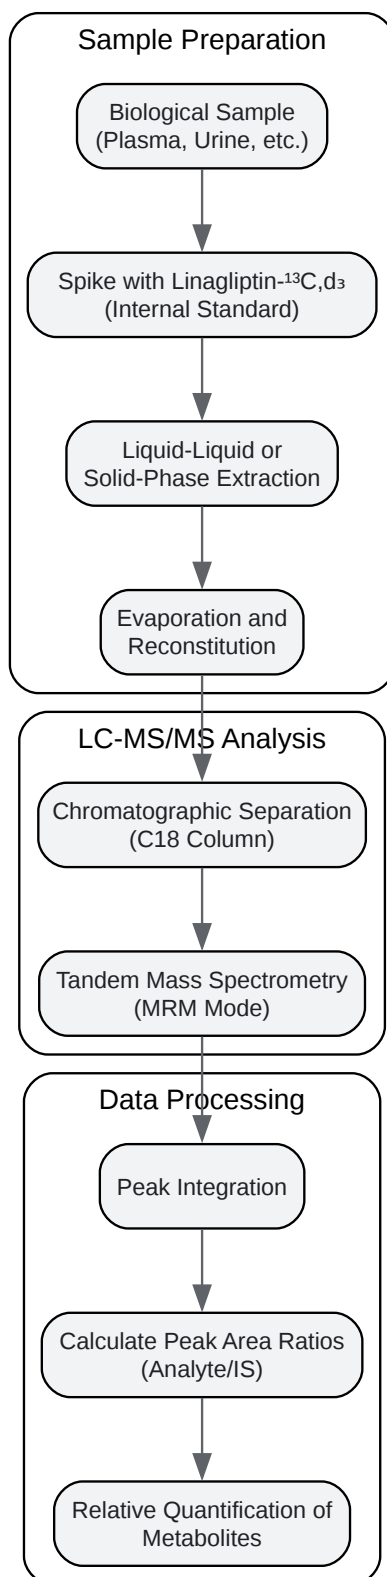 Sample Preparation
Biological Sample
(Plasma, Urine, etc.)
Spike with Linagliptin-¹³C,d₃
(Internal Standard)
Liquid-Liquid or
Solid-Phase Extraction
Evaporation and
Reconstitution
LC-MS/MS Analysis
Chromatographic Separation
(C18 Column)
Tandem Mass Spectrometry
(MRM Mode)
Data Processing
Peak Integration
Calculate Peak Area Ratios
(Analyte/IS)
Relative Quantification of
Metabolites